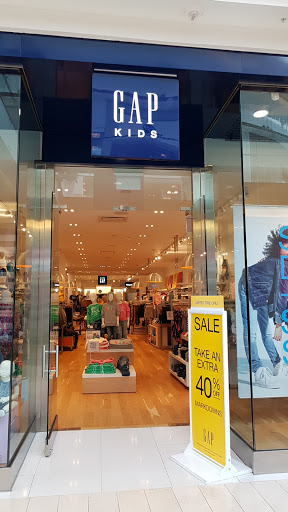 GAP
KIDS
SALE
TAKE AN
EXTRA
40% OFF
MARKDOWNS
GAP